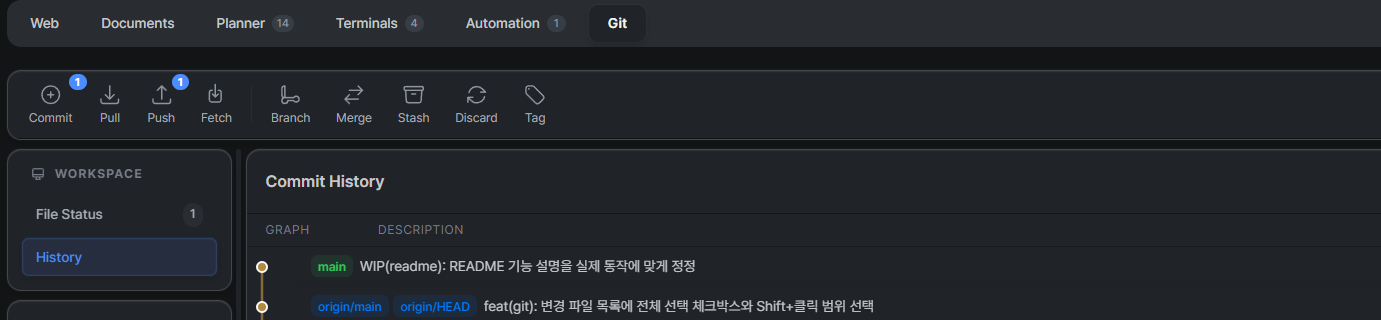 Web Documents Planner 14 Terminals 4 Automation 1 Git
1 1
Commit Pull Push Fetch Branch Merge Stash Discard Tag
WORKSPACE
File Status 1
History
Commit History
GRAPH DESCRIPTION
main WIP(readme): README 기능 설명을 실제 동작에 맞게 정정
origin/main origin/HEAD feat(git): 변경 파일 목록에 전체 선택 체크박스와 Shift+클릭 범위 선택